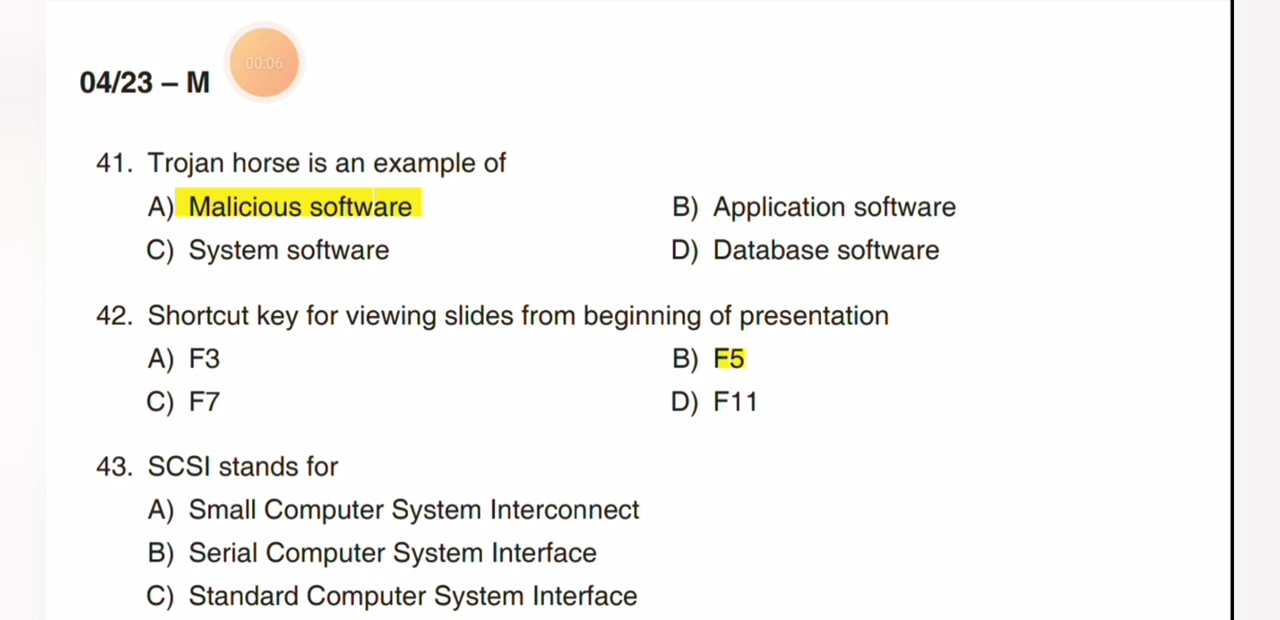 00:06
04/23 – M
41. Trojan horse is an example of
A) Malicious software B) Application software
C) System software D) Database software
42. Shortcut key for viewing slides from beginning of presentation
A) F3 B) F5
C) F7 D) F11
43. SCSI stands for
A) Small Computer System Interconnect
B) Serial Computer System Interface
C) Standard Computer System Interface